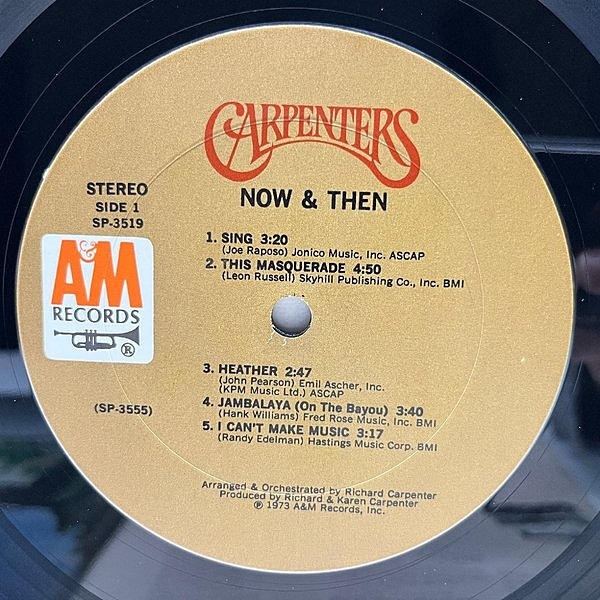 CARPENTERS
NOW & THEN
STEREO
SIDE 1
SP-3519
A&M
RECORDS
®
1. SING 3:20
(Joe Raposo) Jonico Music, Inc. ASCAP
2. THIS MASQUERADE 4:50
(Leon Russell) Skyhill Publishing Co., Inc. BMI
3. HEATHER 2:47
(John Pearson) Emil Ascher, Inc.
(KPM Music Ltd.) ASCAP
4. JAMBALAYA (On The Bayou) 3:40
(Hank Williams) Fred Rose Music, Inc. BMI
5. I CAN'T MAKE MUSIC 3:17
(Randy Edelman) Hastings Music Corp. BMI
(SP-3555)
Arranged & Orchestrated by Richard Carpenter
Produced by Richard & Karen Carpenter
℗ 1973 A&M Records, Inc.